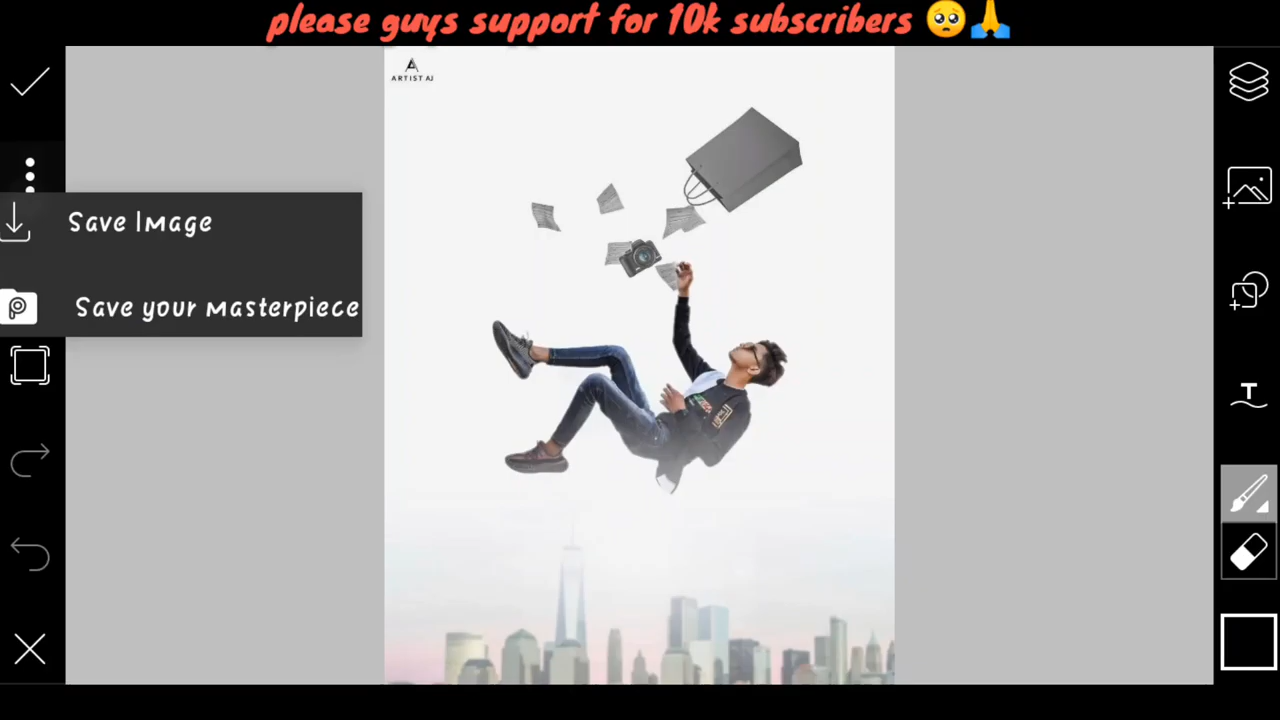 please guys support for 10k subscribers 🥺🙏
ARTIST AJ
Save Image
Save your masterpiece
T